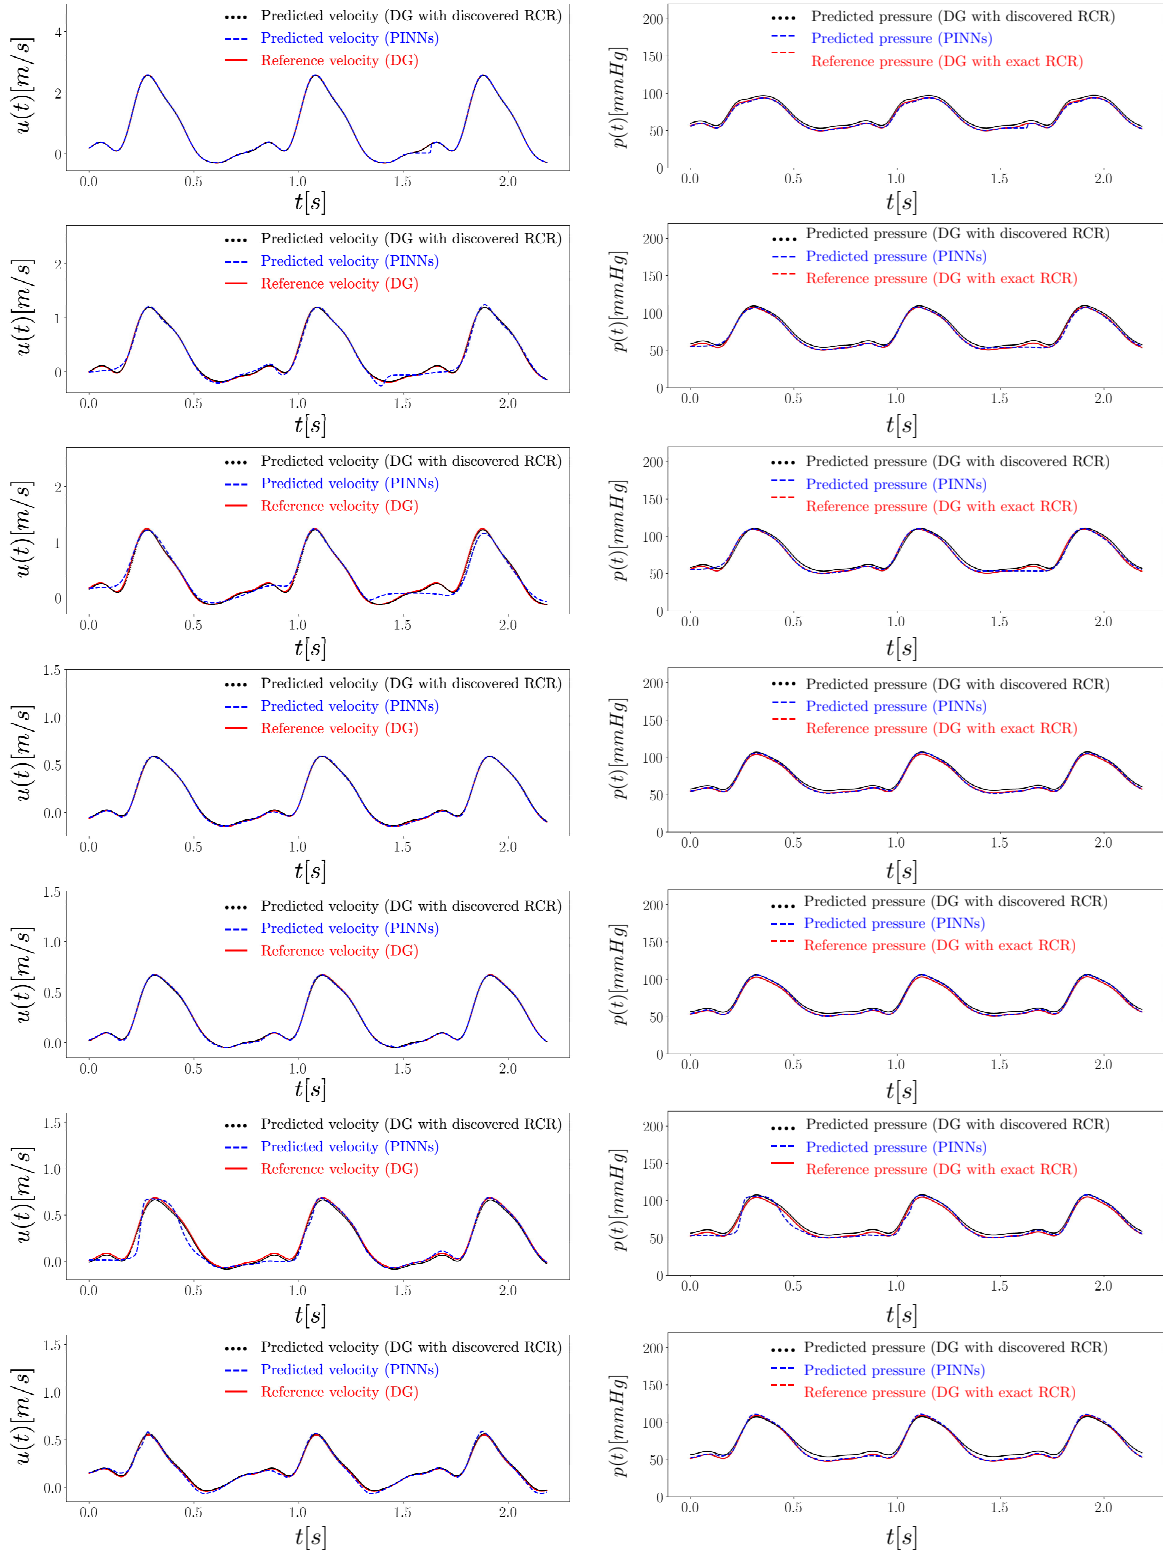 Predicted velocity (DG with discovered RCR)
Predicted velocity (PINNs)
Reference velocity (DG)
u(t)[m/s]
4
2
0
0.0 0.5 1.0 1.5 2.0
t[s]
Predicted pressure (DG with discovered RCR)
Predicted pressure (PINNs)
Reference pressure (DG with exact RCR)
p(t)[mmHg]
200
150
100
50
0
0.0 0.5 1.0 1.5 2.0
t[s]
Predicted velocity (DG with discovered RCR)
Predicted velocity (PINNs)
Reference velocity (DG)
u(t)[m/s]
2
1
0
0.0 0.5 1.0 1.5 2.0
t[s]
Predicted pressure (DG with discovered RCR)
Predicted pressure (PINNs)
Reference pressure (DG with exact RCR)
p(t)[mmHg]
200
150
100
50
0
0.0 0.5 1.0 1.5 2.0
t[s]
Predicted velocity (DG with discovered RCR)
Predicted velocity (PINNs)
Reference velocity (DG)
u(t)[m/s]
2
1
0
0.0 0.5 1.0 1.5 2.0
t[s]
Predicted pressure (DG with discovered RCR)
Predicted pressure (PINNs)
Reference pressure (DG with exact RCR)
p(t)[mmHg]
200
150
100
50
0
0.0 0.5 1.0 1.5 2.0
t[s]
Predicted velocity (DG with discovered RCR)
Predicted velocity (PINNs)
Reference velocity (DG)
u(t)[m/s]
1.5
1.0
0.5
0.0
0.0 0.5 1.0 1.5 2.0
t[s]
Predicted pressure (DG with discovered RCR)
Predicted pressure (PINNs)
Reference pressure (DG with exact RCR)
p(t)[mmHg]
200
150
100
50
0
0.0 0.5 1.0 1.5 2.0
t[s]
Predicted velocity (DG with discovered RCR)
Predicted velocity (PINNs)
Reference velocity (DG)
u(t)[m/s]
1.5
1.0
0.5
0.0
0.0 0.5 1.0 1.5 2.0
t[s]
Predicted pressure (DG with discovered RCR)
Predicted pressure (PINNs)
Reference pressure (DG with exact RCR)
p(t)[mmHg]
200
150
100
50
0
0.0 0.5 1.0 1.5 2.0
t[s]
Predicted velocity (DG with discovered RCR)
Predicted velocity (PINNs)
Reference velocity (DG)
u(t)[m/s]
1.5
1.0
0.5
0.0
0.0 0.5 1.0 1.5 2.0
t[s]
Predicted pressure (DG with discovered RCR)
Predicted pressure (PINNs)
Reference pressure (DG with exact RCR)
p(t)[mmHg]
200
150
100
50
0
0.0 0.5 1.0 1.5 2.0
t[s]
Predicted velocity (DG with discovered RCR)
Predicted velocity (PINNs)
Reference velocity (DG)
u(t)[m/s]
1.5
1.0
0.5
0.0
0.0 0.5 1.0 1.5 2.0
t[s]
Predicted pressure (DG with discovered RCR)
Predicted pressure (PINNs)
Reference pressure (DG with exact RCR)
p(t)[mmHg]
200
150
100
50
0
0.0 0.5 1.0 1.5 2.0
t[s]